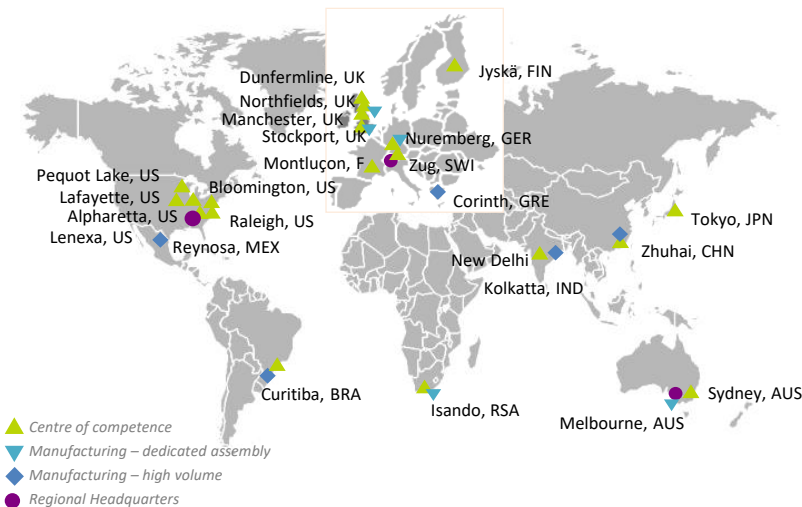 Jyskä, FIN
Dunfermline, UK
Northfields, UK
Manchester, UK
Stockport, UK
Nuremberg, GER
Montluçon, F
Zug, SWI
Pequot Lake, US
Bloomington, US
Lafayette, US
Corinth, GRE
Alpharetta, US
Raleigh, US
Tokyo, JPN
Lenexa, US
Reynosa, MEX
Zhuhai, CHN
New Delhi
Kolkatta, IND
Curitiba, BRA
Isando, RSA
Sydney, AUS
Melbourne, AUS
Centre of competence
Manufacturing – dedicated assembly
Manufacturing – high volume
Regional Headquarters